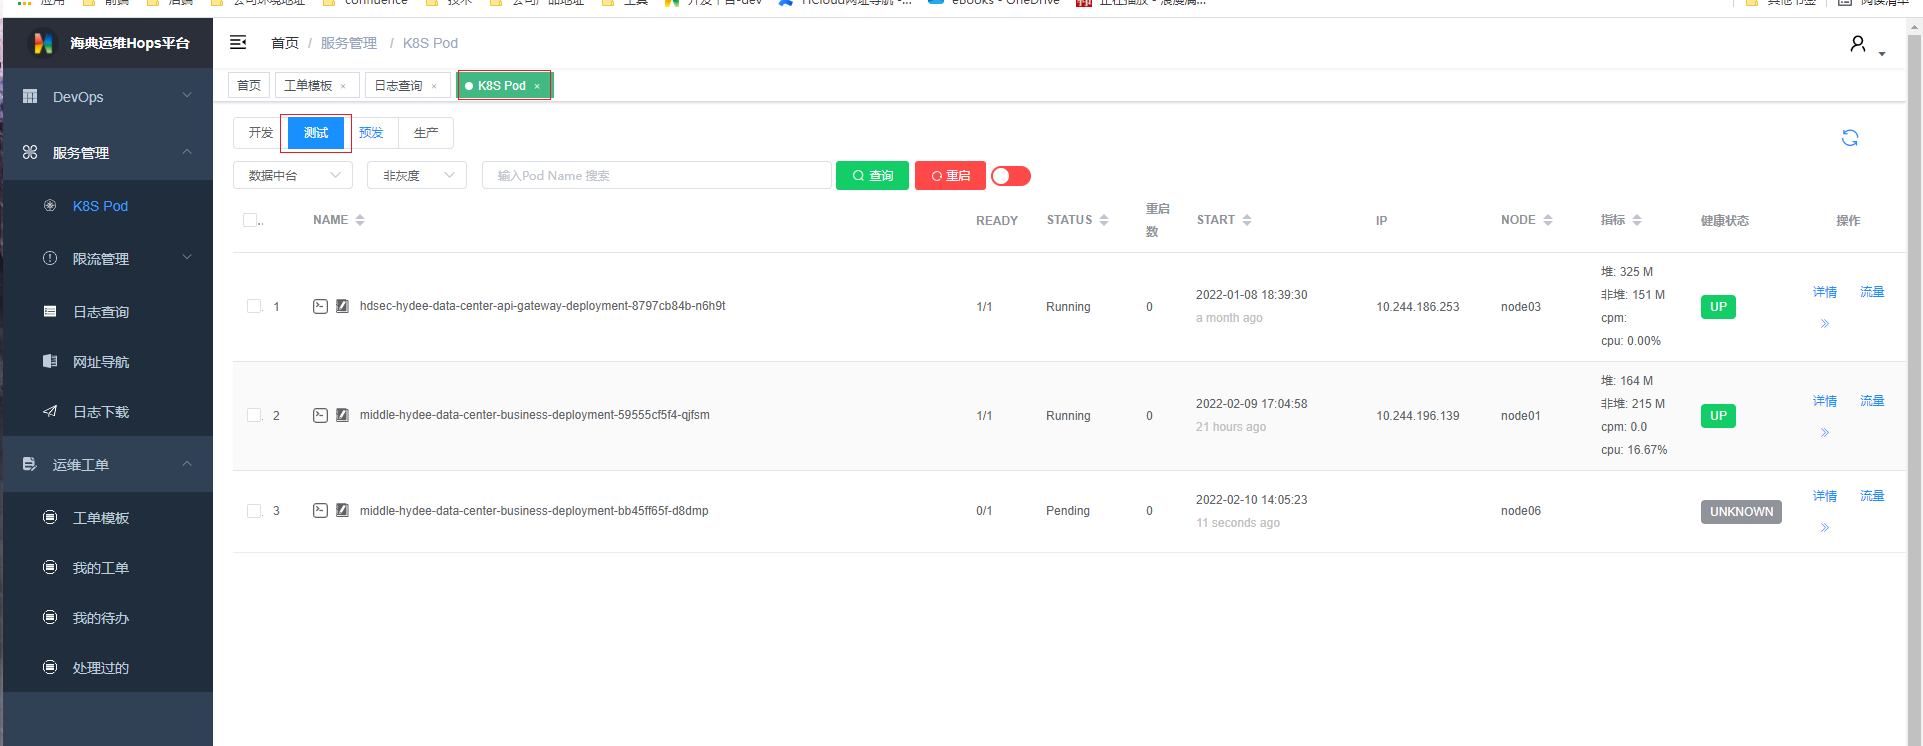 应用 前端 后端 公司环境地址 confluence 技术 公司产品地址 工具 开发平台-dev HCloud网址导航 -... eBooks - OneDrive 其他书签 阅读清单
海典运维Hops平台
首页 / 服务管理 / K8S Pod
首页 工单模板 × 日志查询 × K8S Pod ×
DevOps
服务管理
K8S Pod
限流管理
日志查询
网址导航
日志下载
运维工单
工单模板
我的工单
我的待办
处理过的
开发 测试 预发 生产
数据中台 非灰度 输入Pod Name 搜索 查询 重启
NAME READY STATUS 重启数 START IP NODE 指标 健康状态 操作
1 hdsec-hydee-data-center-api-gateway-deployment-8797cb84b-n6h9t 1/1 Running 0 2022-01-08 18:39:30 10.244.186.253 node03 UP 详情 流量
a month ago
堆: 325 M
非堆: 151 M
cpm:
cpu: 0.00%
2 middle-hydee-data-center-business-deployment-59555cf5f4-qjfsm 1/1 Running 0 2022-02-09 17:04:58 10.244.196.139 node01 UP 详情 流量
21 hours ago
堆: 164 M
非堆: 215 M
cpm: 0.0
cpu: 16.67%
3 middle-hydee-data-center-business-deployment-bb45ff65f-d8dmp 0/1 Pending 0 2022-02-10 14:05:23 node06 UNKNOWN 详情 流量
11 seconds ago